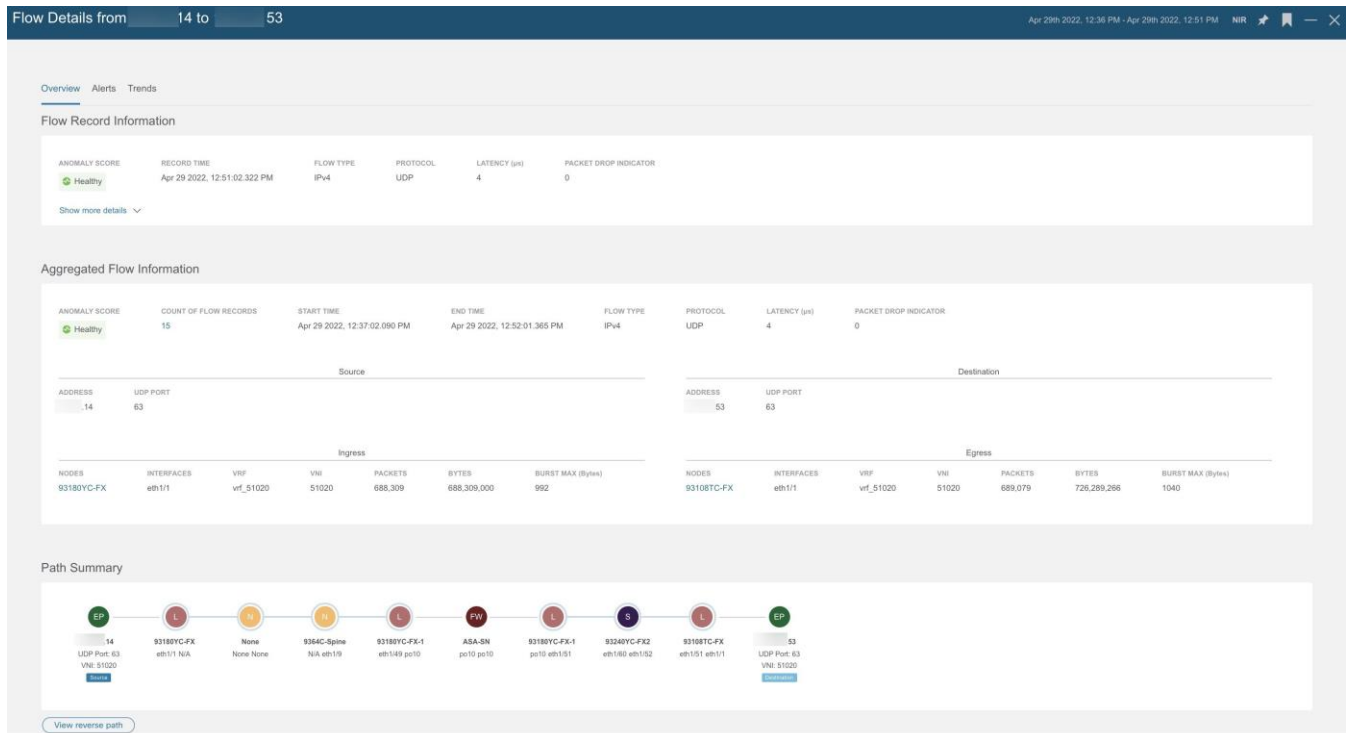 Flow Details from 14 to 53
Apr 29th 2022, 12:36 PM - Apr 29th 2022, 12:51 PM NIR
Overview Alerts Trends
Flow Record Information
ANOMALY SCORE RECORD TIME FLOW TYPE PROTOCOL LATENCY (µs) PACKET DROP INDICATOR
Healthy Apr 29 2022, 12:51:02.322 PM IPv4 UDP 4 0
Show more details
Aggregated Flow Information
ANOMALY SCORE COUNT OF FLOW RECORDS START TIME END TIME FLOW TYPE PROTOCOL LATENCY (µs) PACKET DROP INDICATOR
Healthy 15 Apr 29 2022, 12:37:02.090 PM Apr 29 2022, 12:52:01.365 PM IPv4 UDP 4 0
Source Destination
ADDRESS UDP PORT ADDRESS UDP PORT
.14 63 53 63
Ingress Egress
NODES INTERFACES VRF VNI PACKETS BYTES BURST MAX (Bytes) NODES INTERFACES VRF VNI PACKETS BYTES BURST MAX (Bytes)
93180YC-FX eth1/1 vrf_51020 51020 688,309 688,309,000 992 93108TC-FX eth1/1 vrf_51020 51020 689,079 726,289,266 1040
Path Summary
EP L N N L FW L S L EP
.14 93180YC-FX None 9364C-Spine 93180YC-FX-1 ASA-SN 93180YC-FX-1 93240YC-FX2 93108TC-FX 53
UDP Port: 63 eth1/1 N/A None None N/A eth1/9 eth1/49 po10 po10 po10 po10 eth1/51 eth1/60 eth1/52 eth1/51 eth1/1 UDP Port: 63
VNI: 51020 VNI: 51020
Source Destination
View reverse path